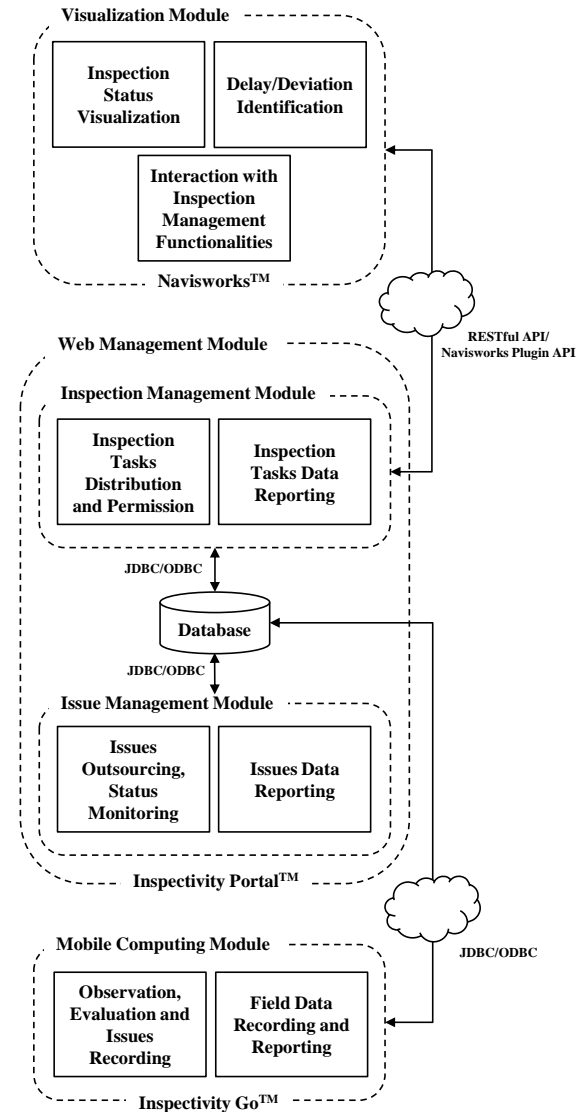 Visualization Module
Inspection
Status
Visualization
Delay/Deviation
Identification
Interaction with
Inspection
Management
Functionalities
Navisworks™
RESTful API/
Navisworks Plugin API
Web Management Module
Inspection Management Module
Inspection
Tasks
Distribution
and Permission
Inspection
Tasks Data
Reporting
JDBC/ODBC
Database
JDBC/ODBC
Issue Management Module
Issues
Outsourcing,
Status
Monitoring
Issues Data
Reporting
Inspectivity Portal™
JDBC/ODBC
Mobile Computing Module
Observation,
Evaluation and
Issues
Recording
Field Data
Recording and
Reporting
Inspectivity Go™